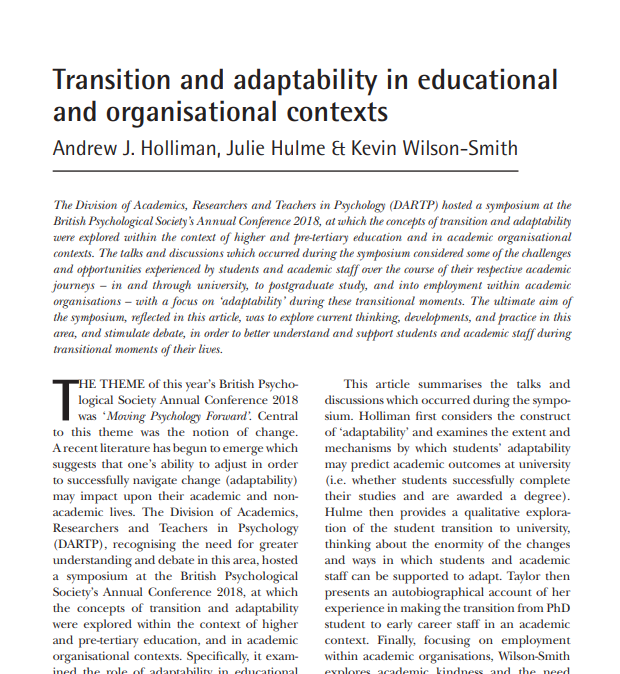 Transition and adaptability in educational
and organisational contexts
Andrew J. Holliman, Julie Hulme & Kevin Wilson-Smith
The Division of Academics, Researchers and Teachers in Psychology (DARTP) hosted a symposium at the
British Psychological Society's Annual Conference 2018, at which the concepts of transition and adaptability
were explored within the context of higher and pre-tertiary education and in academic organisational
contexts. The talks and discussions which occurred during the symposium considered some of the challenges
and opportunities experienced by students and academic staff over the course of their respective academic
journeys – in and through university, to postgraduate study, and into employment within academic
organisations – with a focus on 'adaptability' during these transitional moments. The ultimate aim of
the symposium, reflected in this article, was to explore current thinking, developments, and practice in this
area, and stimulate debate, in order to better understand and support students and academic staff during
transitional moments of their lives.
THE THEME of this year's British Psycho-
logical Society Annual Conference 2018
was 'Moving Psychology Forward'. Central
to this theme was the notion of change.
A recent literature has begun to emerge which
suggests that one's ability to adjust in order
to successfully navigate change (adaptability)
may impact upon their academic and non-
academic lives. The Division of Academics,
Researchers and Teachers in Psychology
(DARTP), recognising the need for greater
understanding and debate in this area, hosted
a symposium at the British Psychological
Society's Annual Conference 2018, at which
the concepts of transition and adaptability
were explored within the context of higher
and pre-tertiary education, and in academic
organisational contexts. Specifically, it exam-
ined the role of adaptability in educational
This article summarises the talks and
discussions which occurred during the sympo-
sium. Holliman first considers the construct
of 'adaptability' and examines the extent and
mechanisms by which students' adaptability
may predict academic outcomes at university
(i.e. whether students successfully complete
their studies and are awarded a degree).
Hulme then provides a qualitative explora-
tion of the student transition to university,
thinking about the enormity of the changes
and ways in which students and academic
staff can be supported to adapt. Taylor then
presents an autobiographical account of her
experience in making the transition from PhD
student to early career staff in an academic
context. Finally, focusing on employment
within academic organisations, Wilson-Smith
explores academic kindness and the need